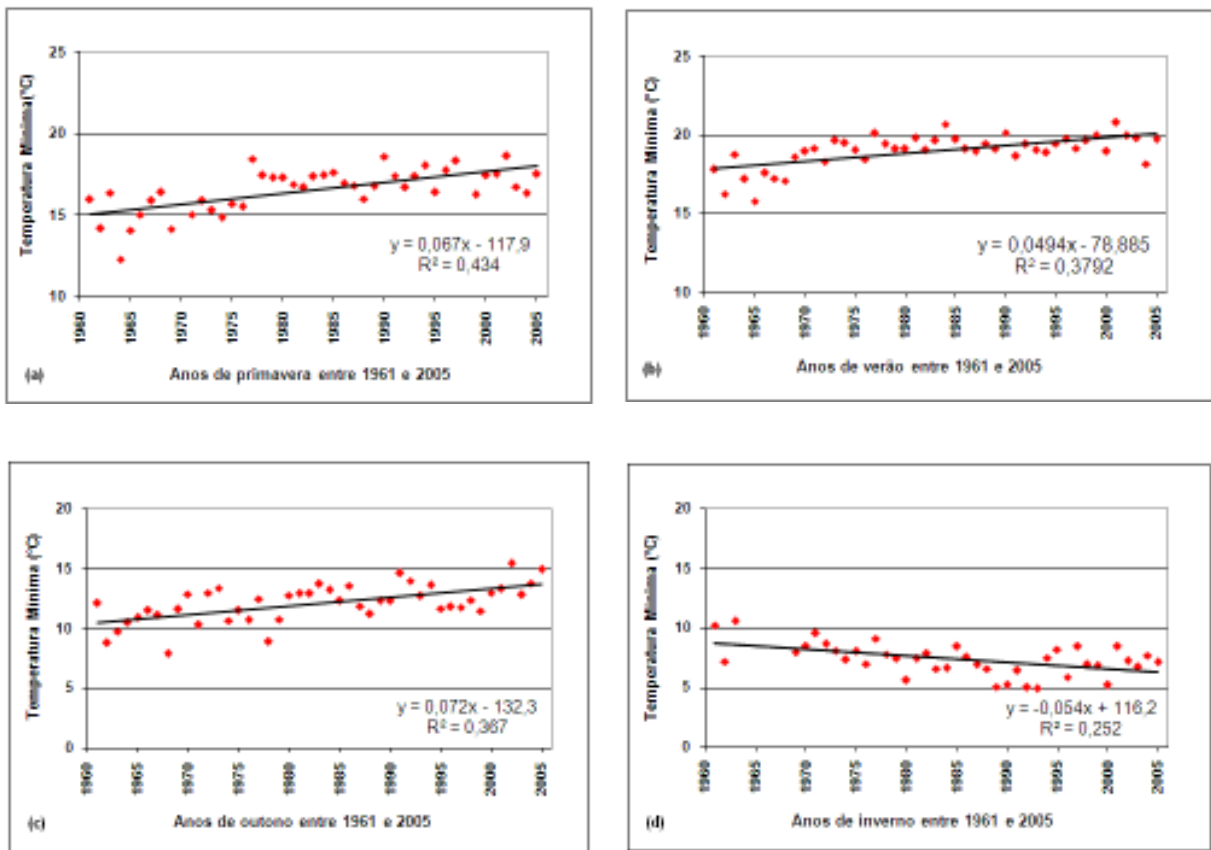 Temperatura Mínima(°C)
25
20
15
10
y = 0,067x - 117,9
R² = 0,434
1960
1965
1970
1975
1980
1985
1990
1995
2000
2005
(a)
Anos de primavera entre 1961 e 2005
Temperatura Mínima (°C)
25
20
15
10
y = 0,0494x - 78,885
R² = 0,3792
1960
1965
1970
1975
1980
1985
1990
1995
2000
2005
(b)
Anos de verão entre 1961 e 2005
Temperatura Mínima (°C)
20
15
10
5
0
y = 0,072x - 132,3
R² = 0,367
1960
1965
1970
1975
1980
1985
1990
1995
2000
2005
(c)
Anos de outono entre 1961 e 2005
Temperatura Mínima (°C)
20
15
10
5
0
y = -0,054x + 116,2
R² = 0,252
1960
1965
1970
1975
1980
1985
1990
1995
2000
2005
(d)
Anos de inverno entre 1961 e 2005